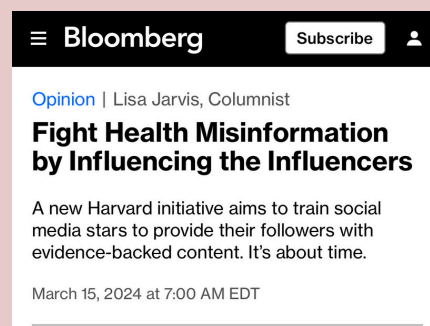 Bloomberg Subscribe
Opinion | Lisa Jarvis, Columnist
Fight Health Misinformation
by Influencing the Influencers
A new Harvard initiative aims to train social
media stars to provide their followers with
evidence-backed content. It’s about time.
March 15, 2024 at 7:00 AM EDT